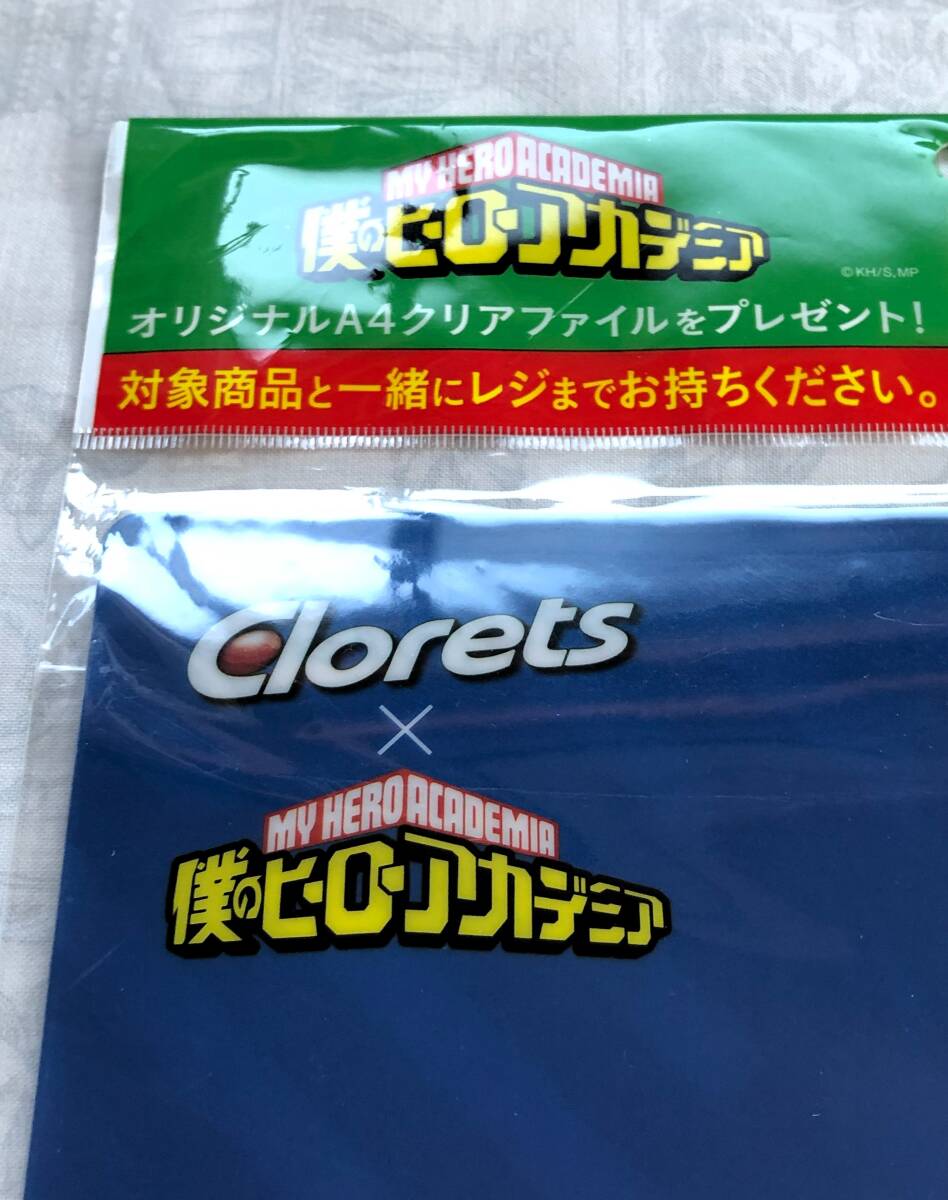 MY HERO ACADEMIA
僕のヒーローアカデミア
©KH/S,MP
オリジナルA4クリアファイルをプレゼント!
対象商品と一緒にレジまでお持ちください。
Clorets
×
MY HERO ACADEMIA
僕のヒーローアカデミア